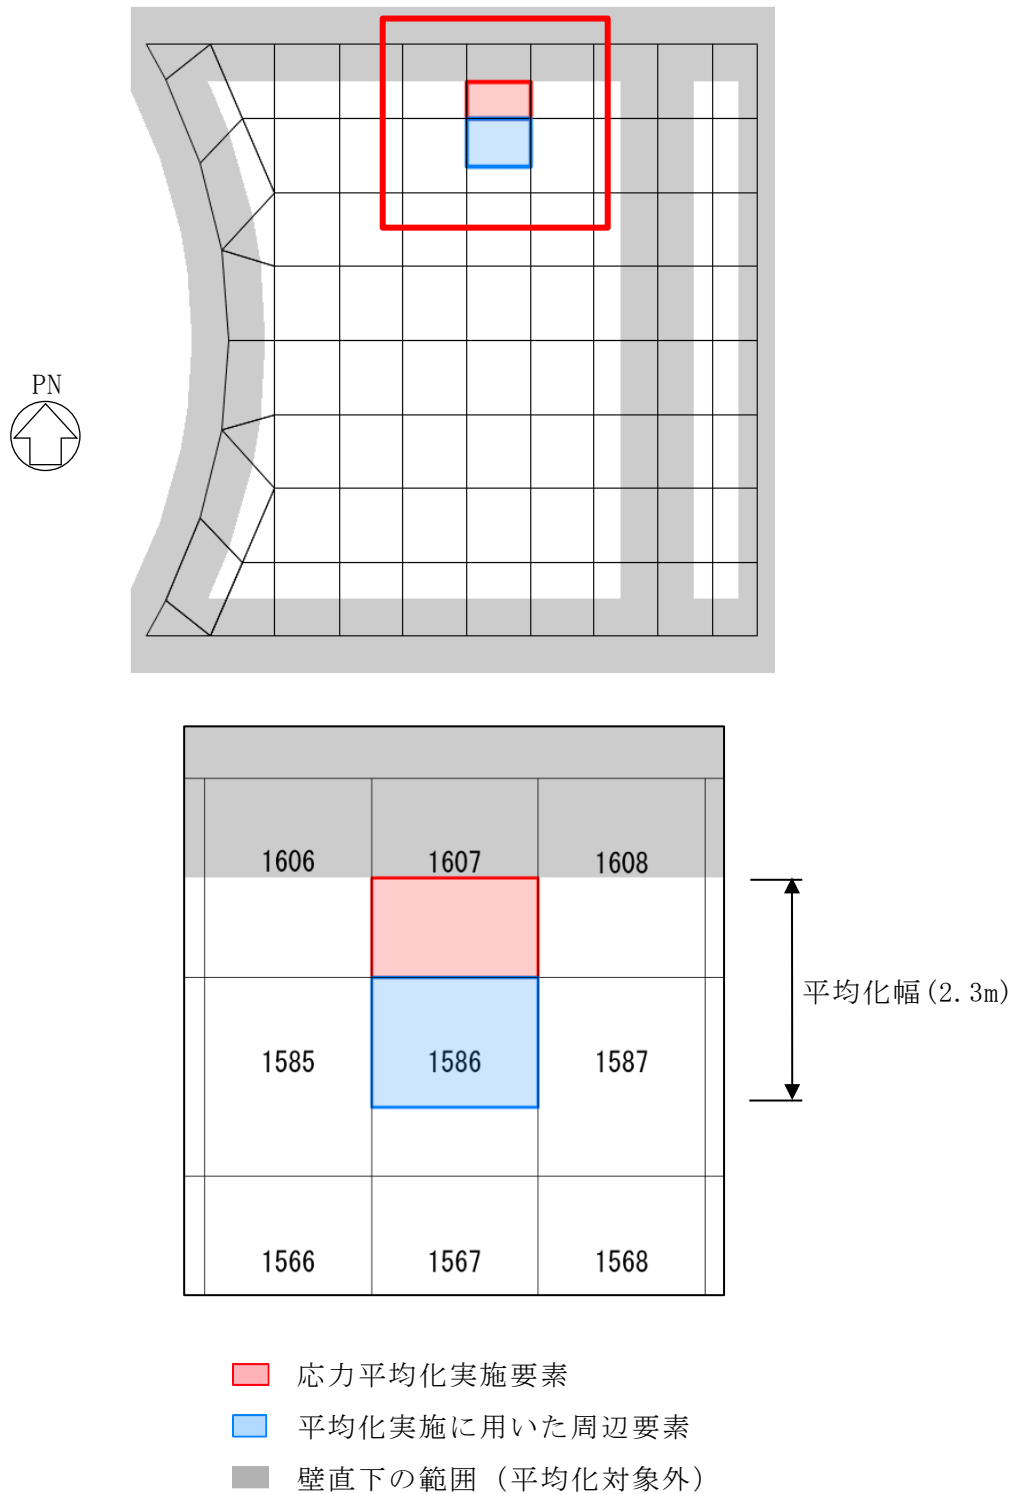 PN
1606 1607 1608
1585 1586 1587
平均化幅(2.3m)
1566 1567 1568
応力平均化実施要素
平均化実施に用いた周辺要素
壁直下の範囲（平均化対象外）